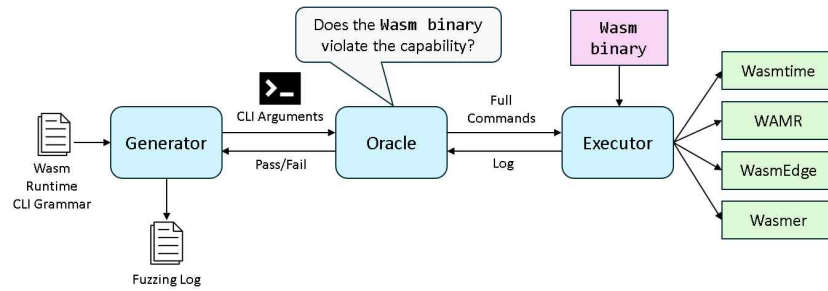 Does the Wasm binary
violate the capability?
Wasm
binary
Wasmtime
CLI Arguments
Full
Commands
WAMR
Generator
Oracle
Executor
Pass/Fail
Log
Wasm
Runtime
CLI Grammar
WasmEdge
Wasmer
Fuzzing Log